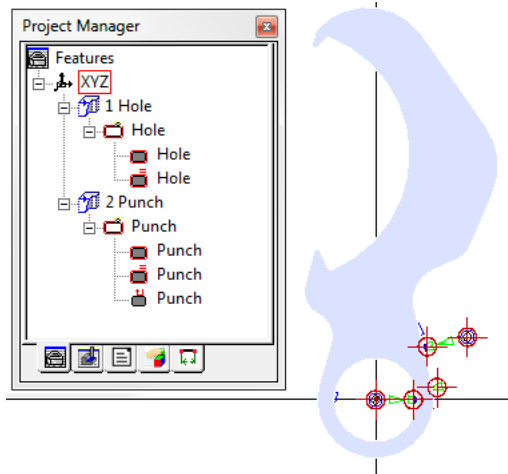 Project Manager
Features
XYZ
1 Hole
Hole
Hole
Hole
2 Punch
Punch
Punch
Punch
Punch